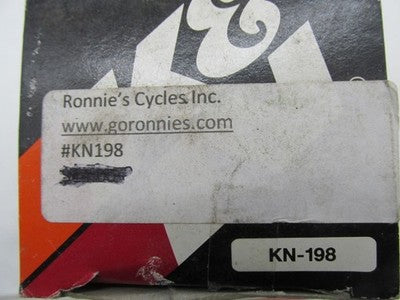 &
Ronnie's Cycles Inc.
www.goronnies.com
#KN198
KN-198